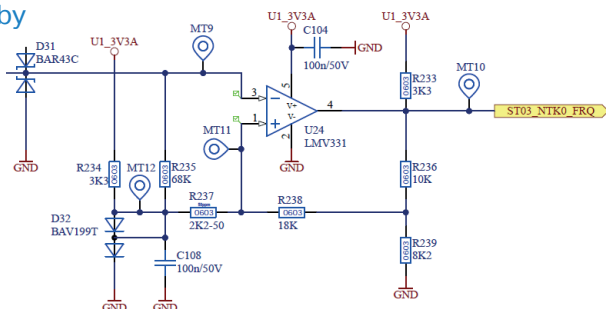 by
D31
BAR43C
GND
U1_3V3A
MT9
U1_3V3A
C104
100n/50V
GND
U1_3V3A
R233
3K3
0603
MT10
ST03_NTK0_FRQ
3
1
5
4
2
V+
V-
U24
LMV331
GND
MT11
R234
3K3
0603
MT12
R235
68K
0603
R237
0603
2K2-50
R238
0603
18K
R236
10K
0603
R239
8K2
0603
GND
D32
BAV199T
C108
100n/50V
GND
GND